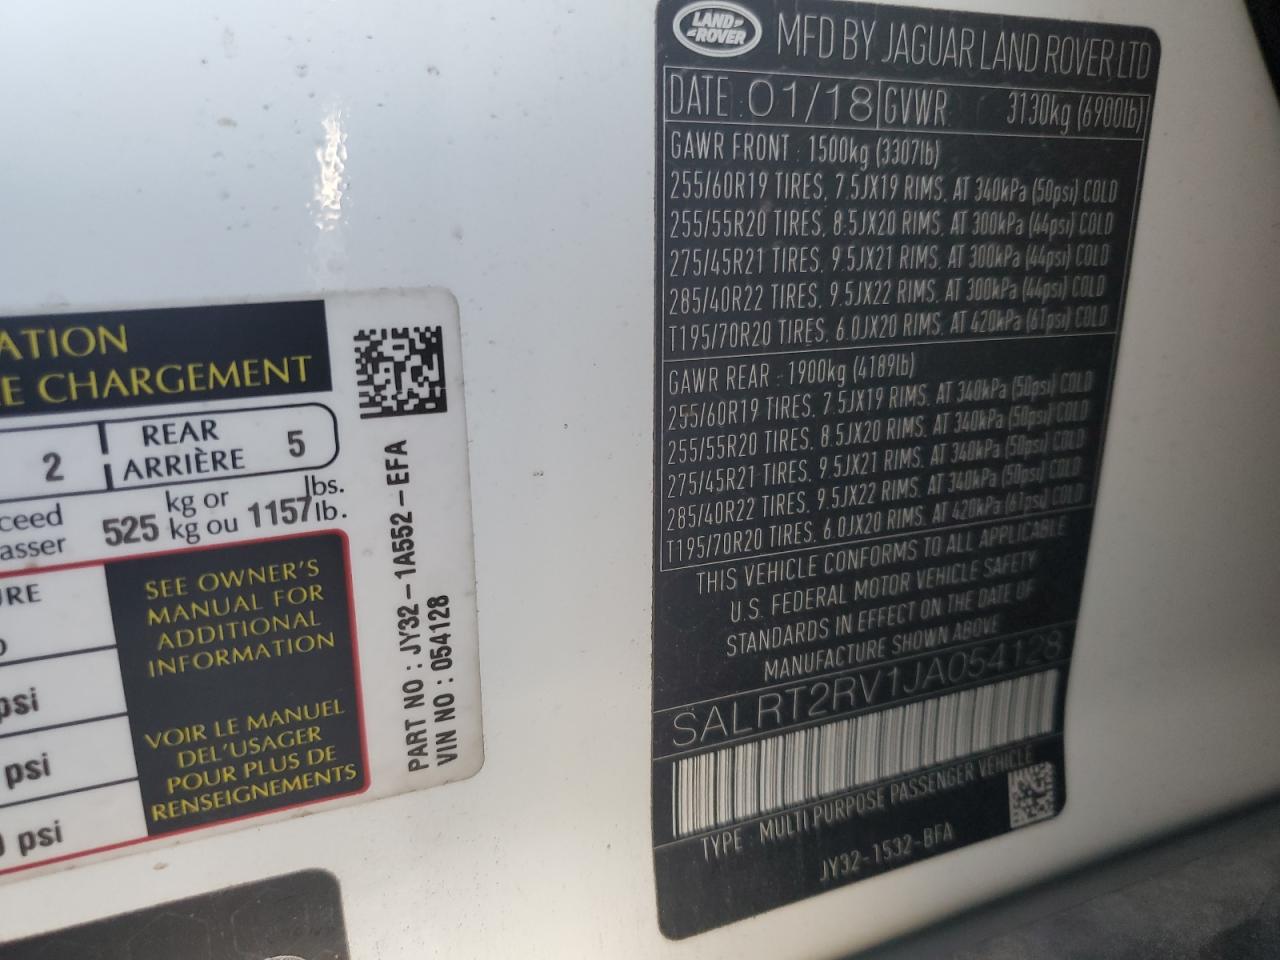 ATION
E CHARGEMENT
2 REAR 5
ARRIÈRE
ceed 525 kg or 1157 lbs.
asser kg ou lb.
URE
psi
psi
psi
SEE OWNER'S
MANUAL FOR
ADDITIONAL
INFORMATION
VOIR LE MANUEL
DEL'USAGER
POUR PLUS DE
RENSEIGNEMENTS
PART NO : JY32-1A552-EFA
VIN NO : 054128
LAND
ROVER
MFD BY JAGUAR LAND ROVER LTD
DATE : 01/18 GVWR : 3130kg (6900lb)
GAWR FRONT : 1500kg (3307lb)
255/60R19 TIRES, 7.5JX19 RIMS, AT 340kPa (50psi) COLD
255/55R20 TIRES, 8.5JX20 RIMS, AT 300kPa (44psi) COLD
275/45R21 TIRES, 9.5JX21 RIMS, AT 300kPa (44psi) COLD
285/40R22 TIRES, 9.5JX22 RIMS, AT 300kPa (44psi) COLD
T195/70R20 TIRES, 6.0JX20 RIMS, AT 420kPa (61psi) COLD
GAWR REAR : 1900kg (4189lb)
255/60R19 TIRES, 7.5JX19 RIMS, AT 340kPa (50psi) COLD
255/55R20 TIRES, 8.5JX20 RIMS, AT 340kPa (50psi) COLD
275/45R21 TIRES, 9.5JX21 RIMS, AT 340kPa (50psi) COLD
285/40R22 TIRES, 9.5JX22 RIMS, AT 340kPa (50psi) COLD
T195/70R20 TIRES, 6.0JX20 RIMS, AT 420kPa (61psi) COLD
THIS VEHICLE CONFORMS TO ALL APPLICABLE
U.S. FEDERAL MOTOR VEHICLE SAFETY
STANDARDS IN EFFECT ON THE DATE OF
MANUFACTURE SHOWN ABOVE
SALRT2RV1JA054128
TYPE : MULTI PURPOSE PASSENGER VEHICLE
JY32-1532-BFA